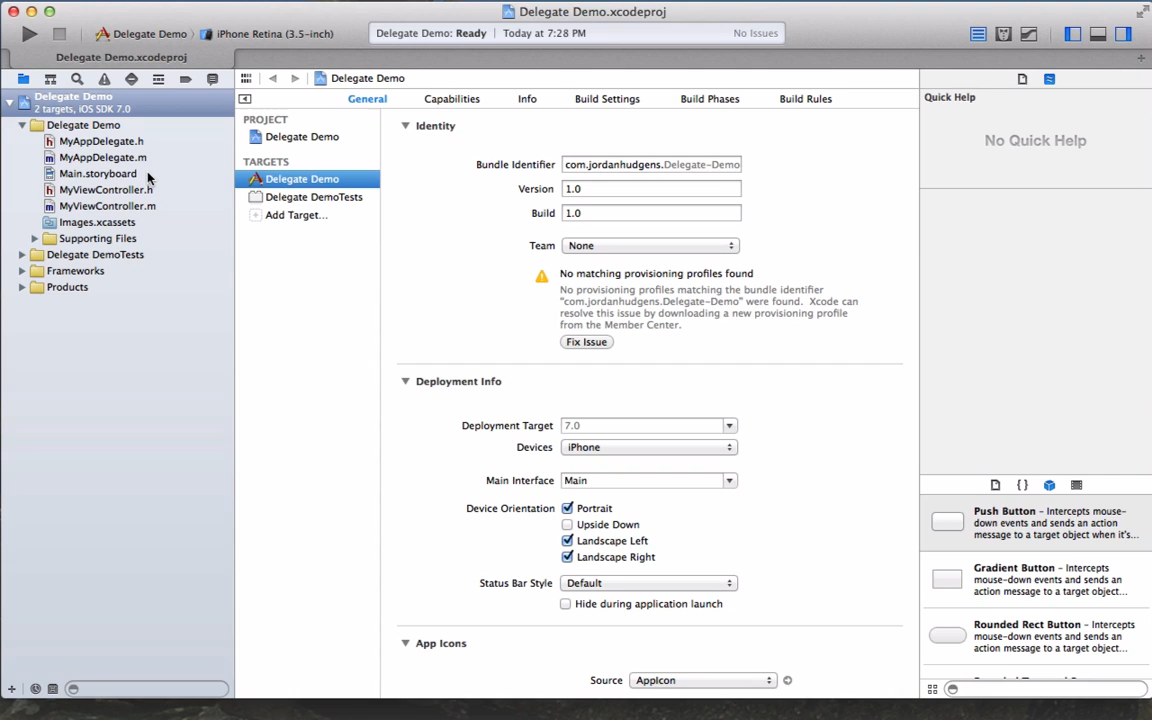 Delegate Demo.xcodeproj
Delegate Demo
iPhone Retina (3.5-inch)
Delegate Demo: Ready
Today at 7:28 PM
No Issues
Delegate Demo.xcodeproj
Delegate Demo
2 targets, iOS SDK 7.0
Delegate Demo
MyAppDelegate.h
MyAppDelegate.m
Main.storyboard
MyViewController.h
MyViewController.m
Images.xcassets
Supporting Files
Delegate DemoTests
Frameworks
Products
Delegate Demo
General
Capabilities
Info
Build Settings
Build Phases
Build Rules
PROJECT
Delegate Demo
TARGETS
Delegate Demo
Delegate DemoTests
Add Target...
Identity
Bundle Identifier
com.jordanhudgens.Delegate-Demo
Version
1.0
Build
1.0
Team
None
No matching provisioning profiles found
No provisioning profiles matching the bundle identifier
“com.jordanhudgens.Delegate-Demo” were found.  Xcode can
resolve this issue by downloading a new provisioning profile
from the Member Center.
Fix Issue
Deployment Info
Deployment Target
7.0
Devices
iPhone
Main Interface
Main
Device Orientation
Portrait
Upside Down
Landscape Left
Landscape Right
Status Bar Style
Default
Hide during application launch
App Icons
Source
AppIcon
Quick Help
No Quick Help
Push Button – Intercepts mouse-
down events and sends an action
message to a target object when it's...
Gradient Button – Intercepts
mouse-down events and sends an
action message to a target object...
Rounded Rect Button – Intercepts
mouse-down events and sends an
action message to a target object...